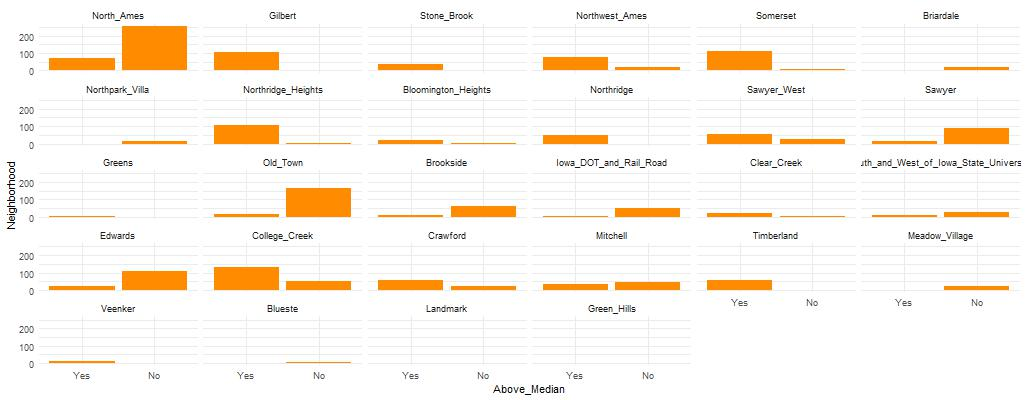 North_Ames Gilbert Stone_Brook Northwest_Ames Somerset Briardale
200
100
0
Northpark_Villa Northridge_Heights Bloomington_Heights Northridge Sawyer_West Sawyer
200
100
0
Greens Old_Town Brookside Iowa_DOT_and_Rail_Road Clear_Creek uth_and_West_of_Iowa_State_Univers
200
100
0
Neighborhood
Edwards College_Creek Crawford Mitchell Timberland Meadow_Village
200
100
0
Yes No Yes No
Veenker Blueste Landmark Green_Hills
200
100
0
Yes No Yes No Yes No Yes No
Above_Median